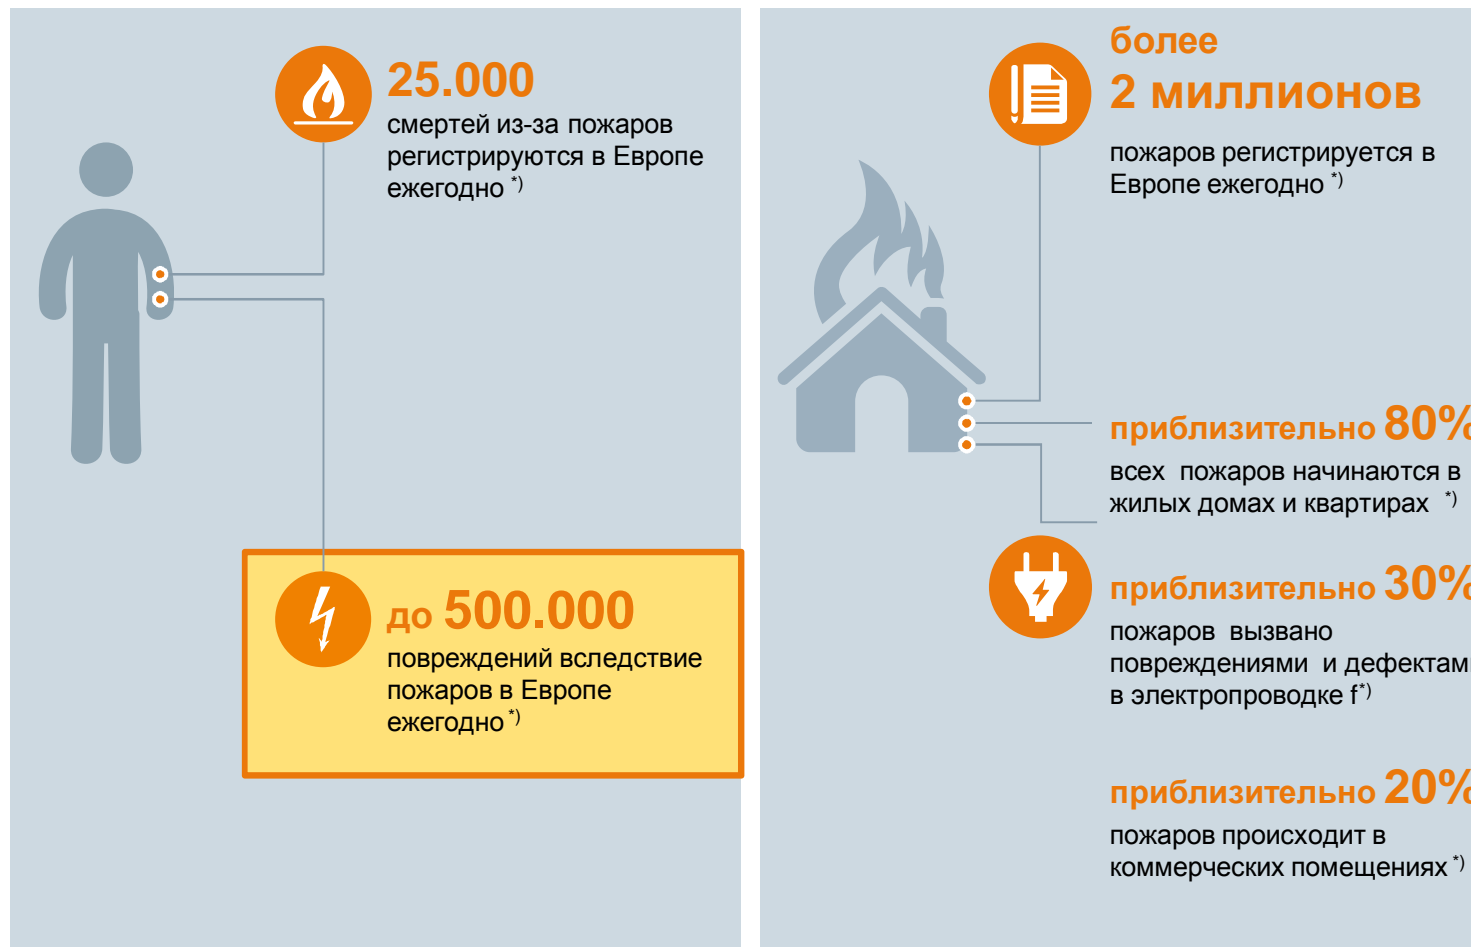 25.000
смертей из-за пожаров
регистрируются в Европе
ежегодно *)
до 500.000
повреждений вследствие
пожаров в Европе
ежегодно *)
более
2 миллионов
пожаров регистрируется в
Европе ежегодно *)
приблизительно 80%
всех пожаров начинаются в
жилых домах и квартирах *)
приблизительно 30%
пожаров вызвано
повреждениями и дефектам
в электропроводке f*)
приблизительно 20%
пожаров происходит в
коммерческих помещениях *)